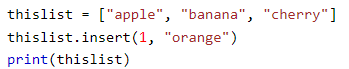 thislist = ["apple", "banana", "cherry"]
thislist.insert(1, "orange")
print(thislist)